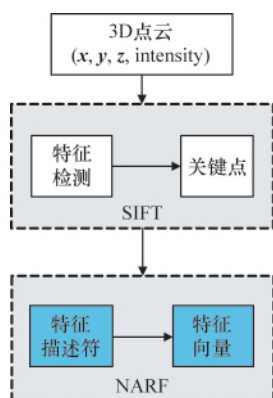 3D点云
(x, y, z, intensity)
特征
检测
关键点
SIFT
特征
描述符
特征
向量
NARF